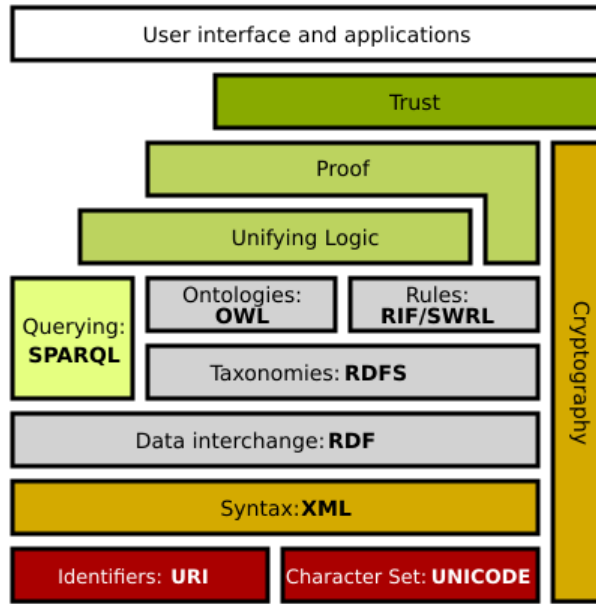 User interface and applications
Trust
Proof
Unifying Logic
Querying:
SPARQL
Ontologies:
OWL
Rules:
RIF/SWRL
Taxonomies: RDFS
Data interchange: RDF
Syntax: XML
Identifiers: URI
Character Set: UNICODE
Cryptography